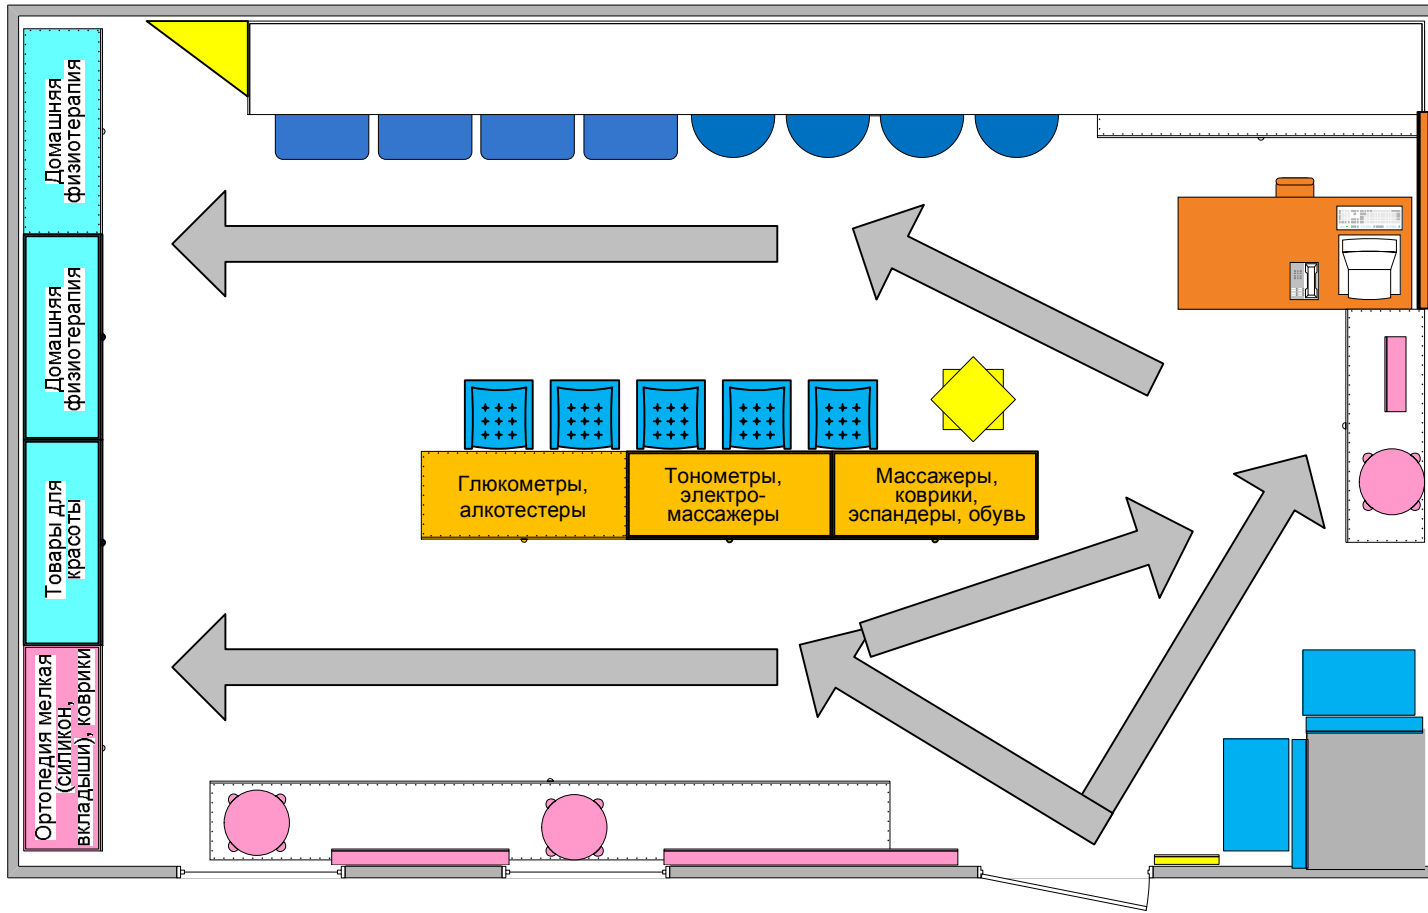 Домашняя
физиотерапия
Домашняя
физиотерапия
Товары для
красоты
Ортопедия мелкая
(силикон,
вкладыши), коврики
Глюкометры,
алкотестеры
Тонометры,
электро-
массажеры
Массажеры,
коврики,
эспандеры, обувь